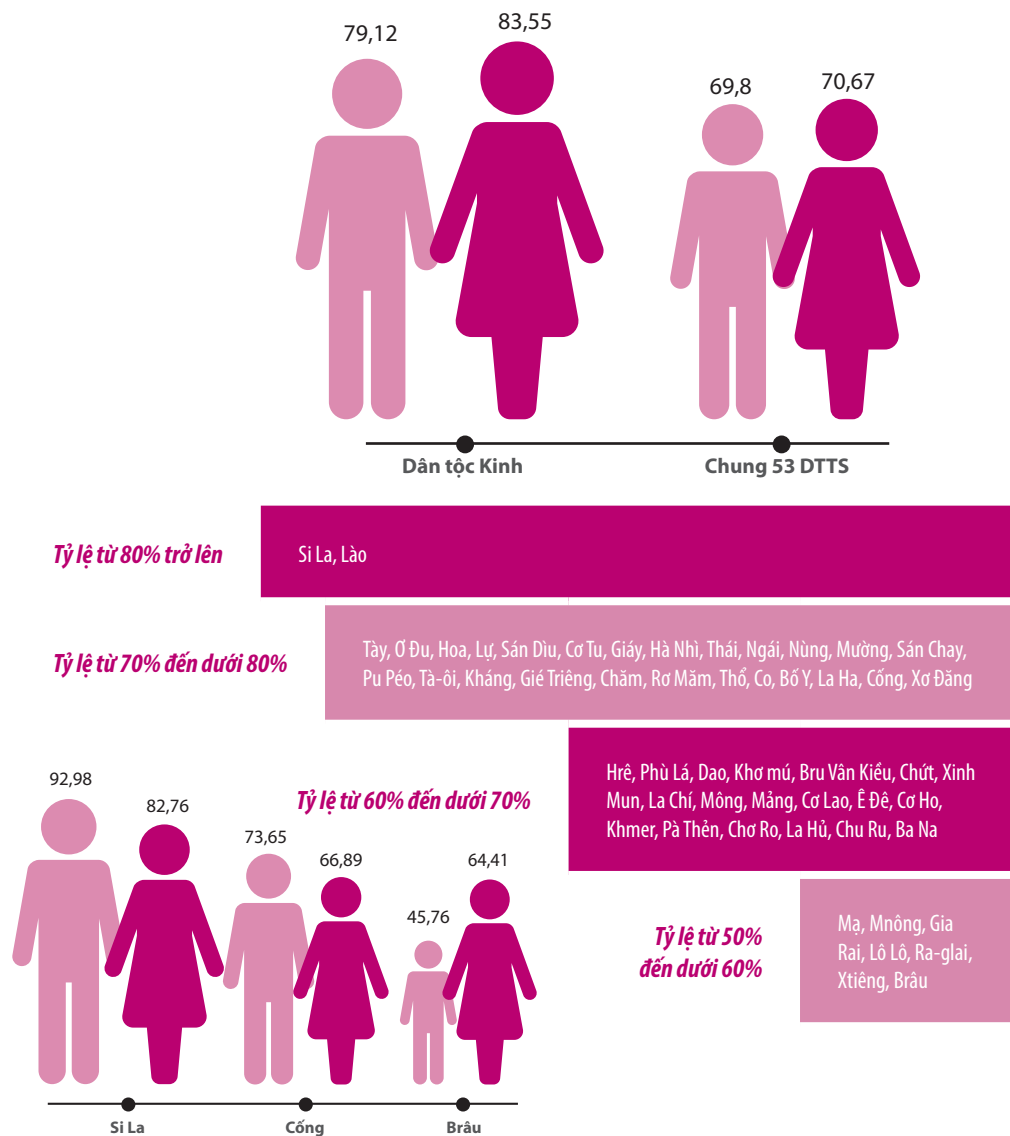 79,12
83,55
69,8
70,67
Dân tộc Kinh
Chung 53 DTTS
Tỷ lệ từ 80% trở lên
Si La, Lào
Tỷ lệ từ 70% đến dưới 80%
Tày, Ơ Đu, Hoa, Lự, Sán Dìu, Cơ Tu, Giáy, Hà Nhì, Thái, Ngái, Nùng, Mường, Sán Chay,
Pu Péo, Tà-ôi, Kháng, Gié Triêng, Chăm, Rơ Măm, Thổ, Co, Bố Y, La Ha, Cống, Xơ Đăng
Tỷ lệ từ 60% đến dưới 70%
Hrê, Phù Lá, Dao, Khơ mú, Bru Vân Kiều, Chứt, Xinh
Mun, La Chí, Mông, Mảng, Cơ Lao, Ê Đê, Cơ Ho,
Khmer, Pà Thẻn, Chơ Ro, La Hủ, Chu Ru, Ba Na
Tỷ lệ từ 50%
đến dưới 60%
Mạ, Mnông, Gia
Rai, Lô Lô, Ra-glai,
Xtiêng, Brâu
92,98
82,76
73,65
66,89
45,76
64,41
Si La
Cống
Brâu